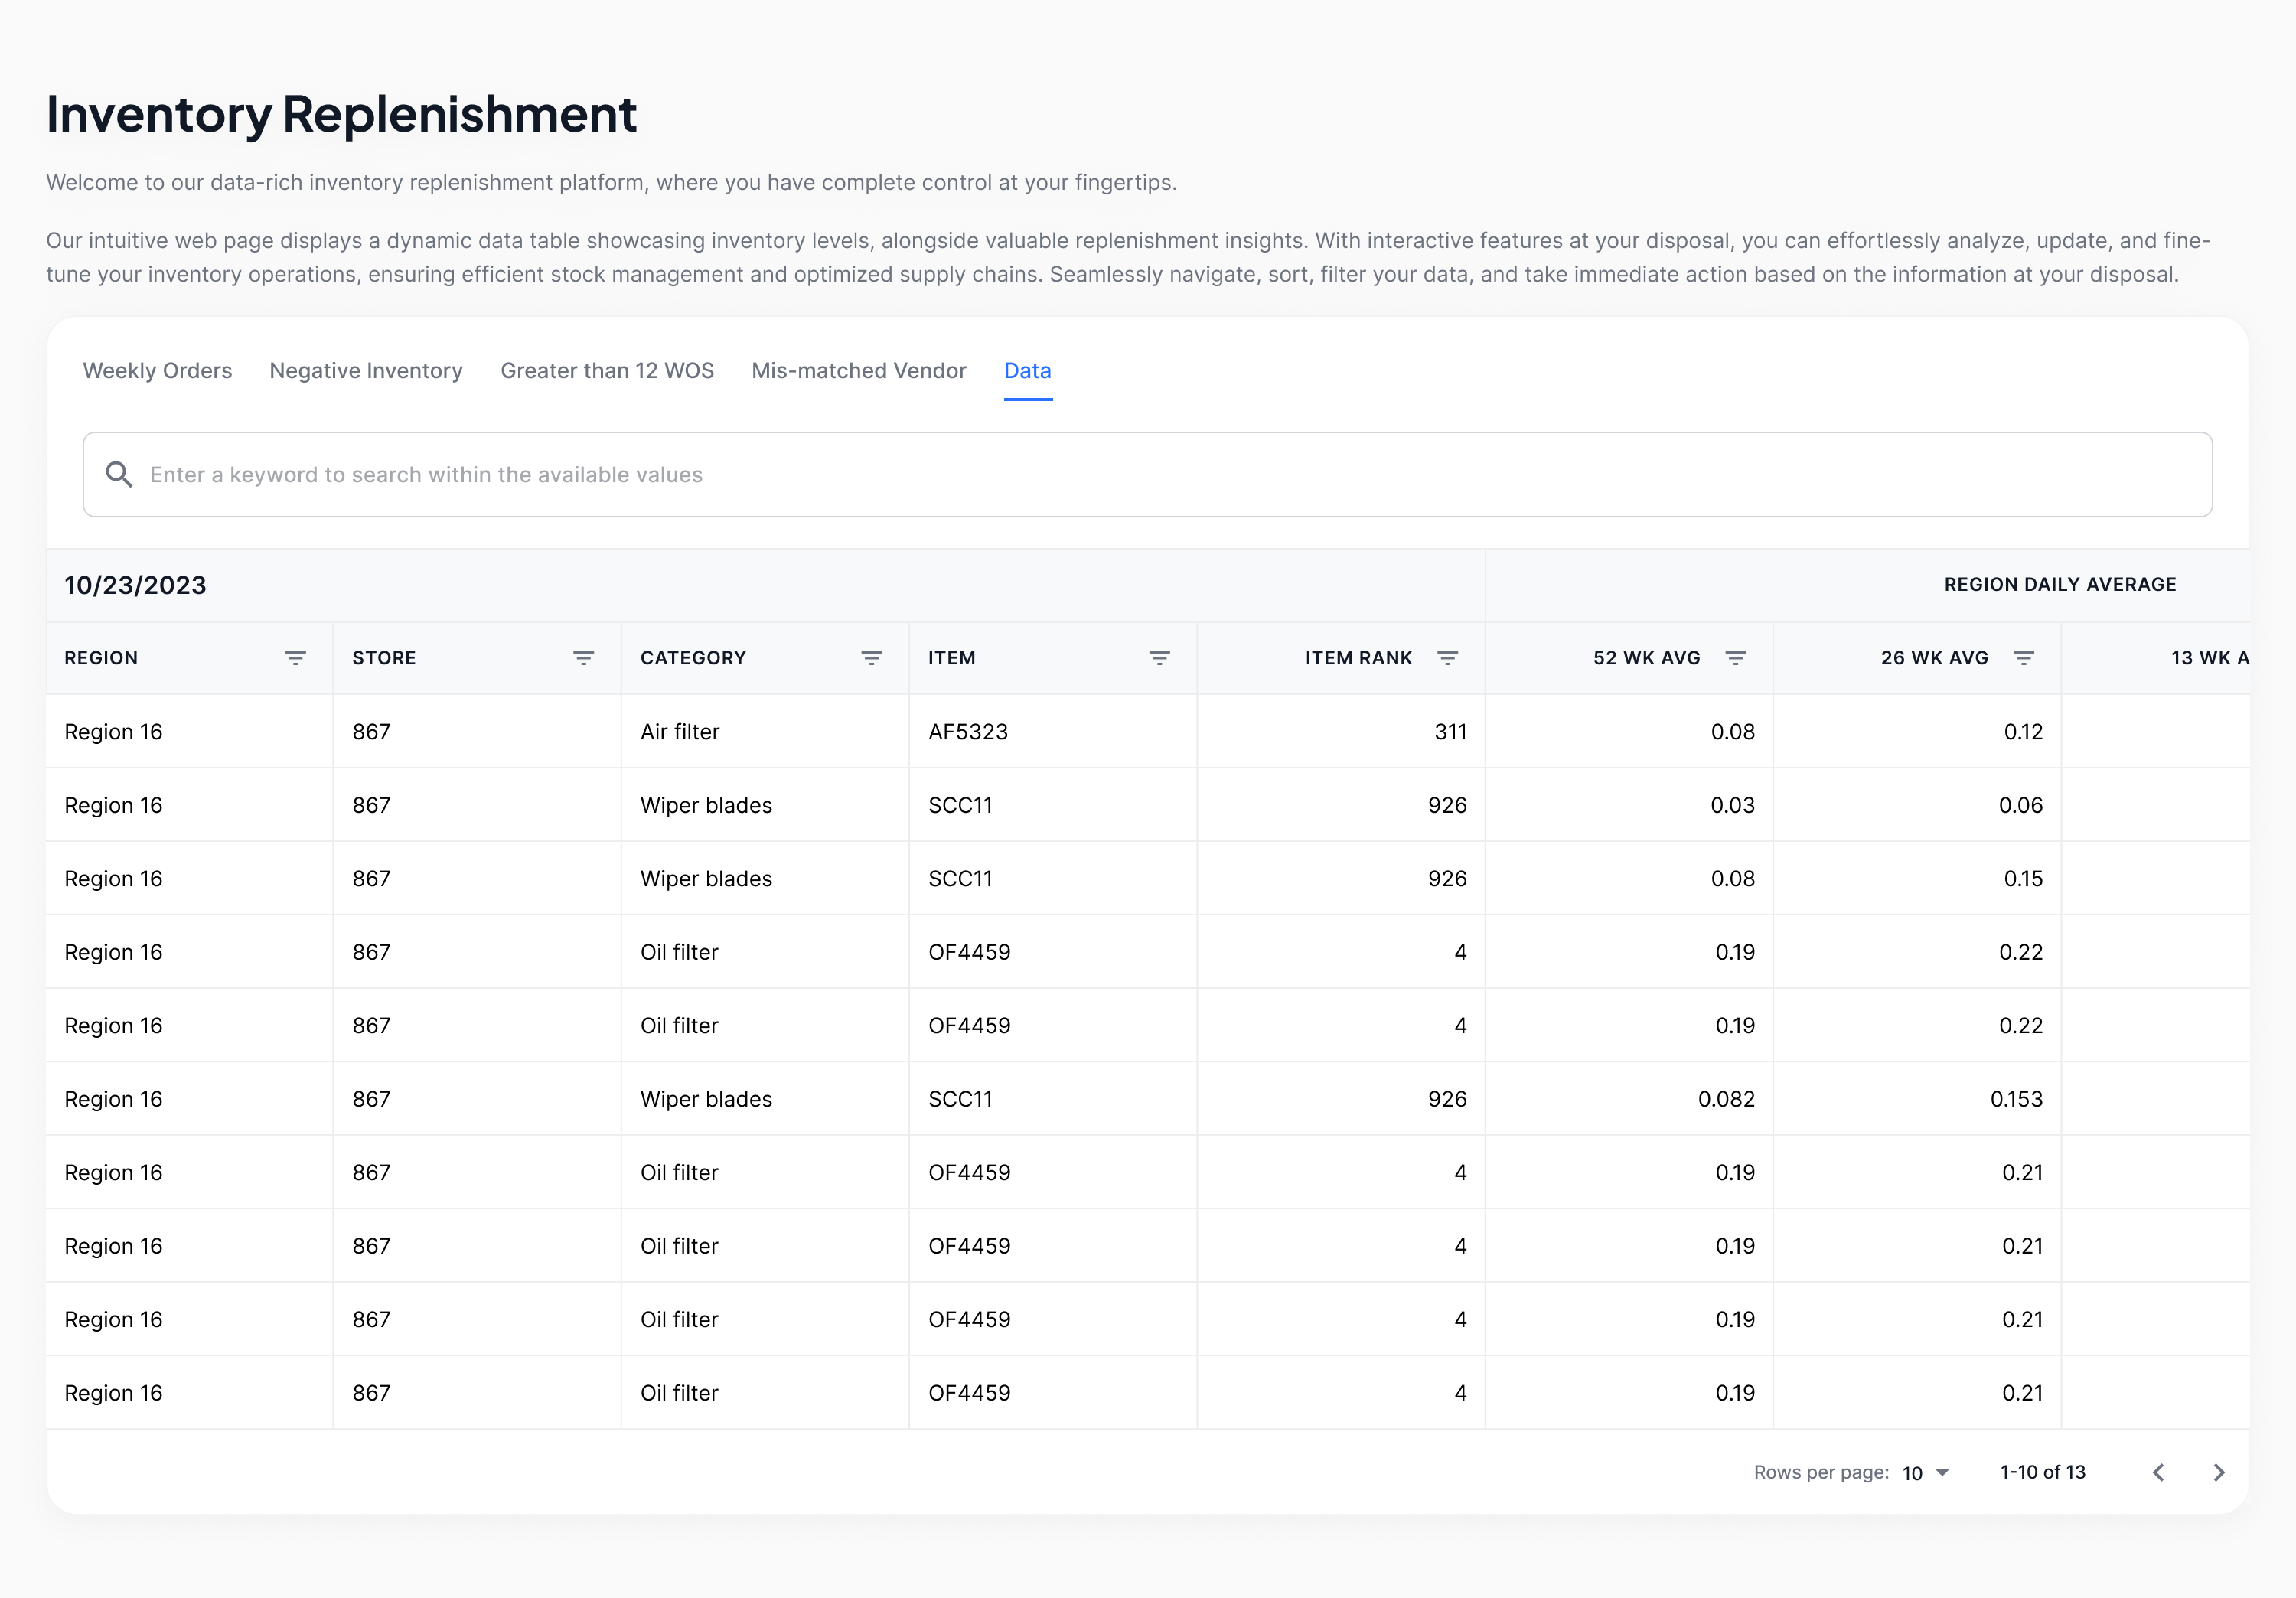 Inventory Replenishment
Welcome to our data-rich inventory replenishment platform, where you have complete control at your fingertips.
Our intuitive web page displays a dynamic data table showcasing inventory levels, alongside valuable replenishment insights. With interactive features at your disposal, you can effortlessly analyze, update, and fine-
tune your inventory operations, ensuring efficient stock management and optimized supply chains. Seamlessly navigate, sort, filter your data, and take immediate action based on the information at your disposal.
Weekly Orders Negative Inventory Greater than 12 WOS Mis-matched Vendor Data
Enter a keyword to search within the available values
10/23/2023 REGION DAILY AVERAGE
REGION STORE CATEGORY ITEM ITEM RANK 52 WK AVG 26 WK AVG 13 WK A
Region 16 867 Air filter AF5323 311 0.08 0.12
Region 16 867 Wiper blades SCC11 926 0.03 0.06
Region 16 867 Wiper blades SCC11 926 0.08 0.15
Region 16 867 Oil filter OF4459 4 0.19 0.22
Region 16 867 Oil filter OF4459 4 0.19 0.22
Region 16 867 Wiper blades SCC11 926 0.082 0.153
Region 16 867 Oil filter OF4459 4 0.19 0.21
Region 16 867 Oil filter OF4459 4 0.19 0.21
Region 16 867 Oil filter OF4459 4 0.19 0.21
Region 16 867 Oil filter OF4459 4 0.19 0.21
Rows per page: 10 1-10 of 13